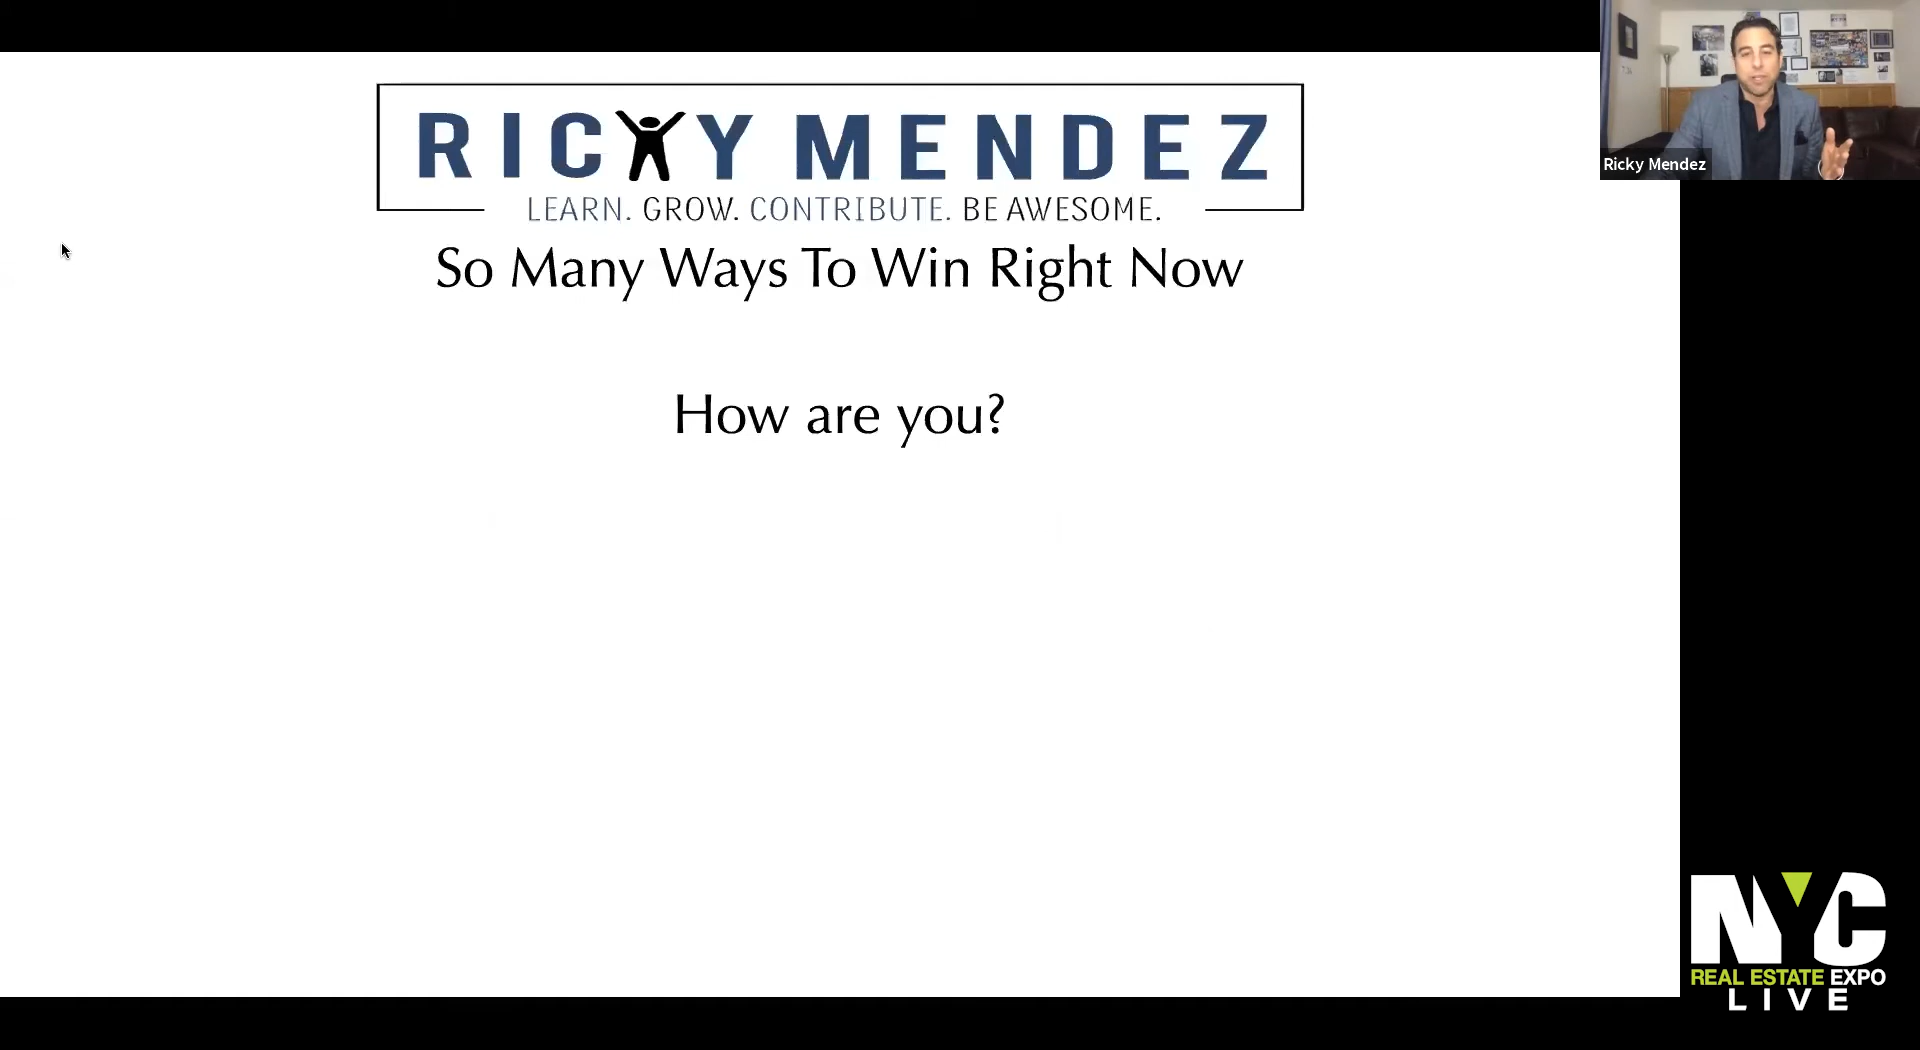 RICKY MENDEZ
LEARN. GROW. CONTRIBUTE. BE AWESOME.
So Many Ways To Win Right Now
How are you?
Ricky Mendez
NYC
REAL ESTATE EXPO
LIVE